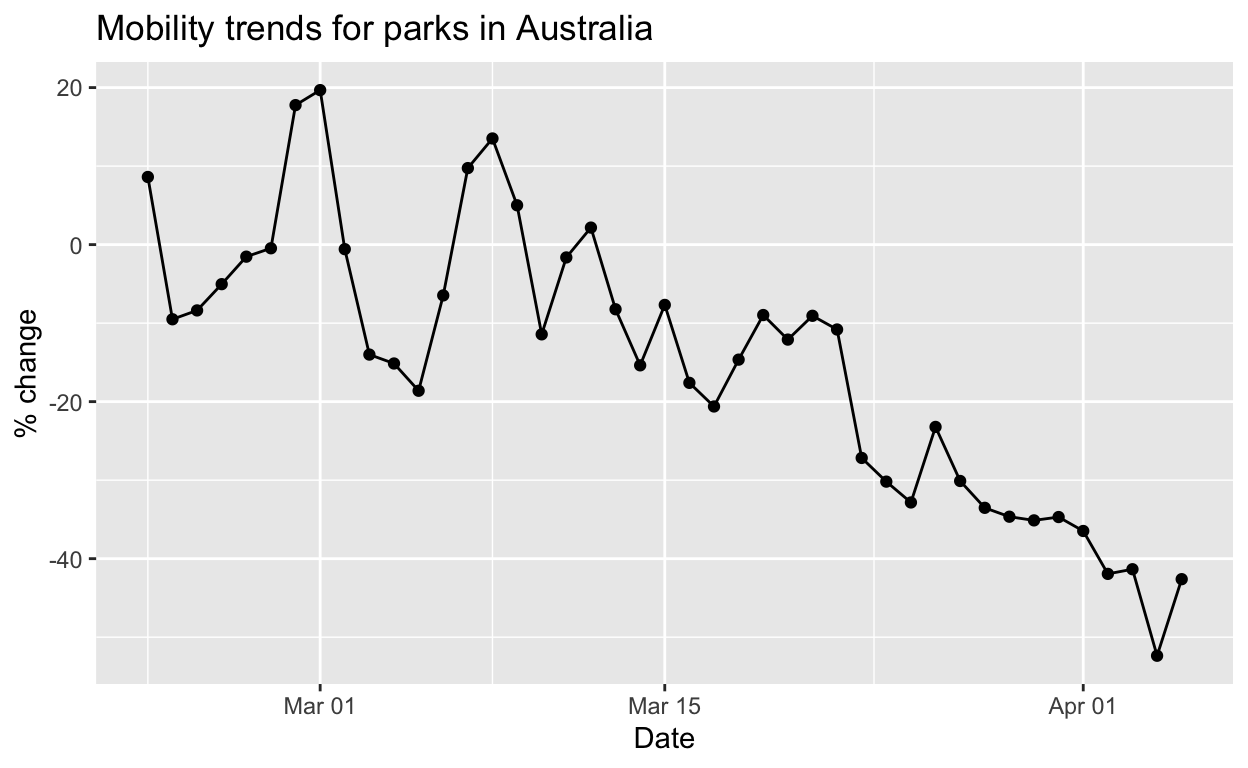 Mobility trends for parks in Australia
20
0
-20
-40
% change
Mar 01
Mar 15
Apr 01
Date